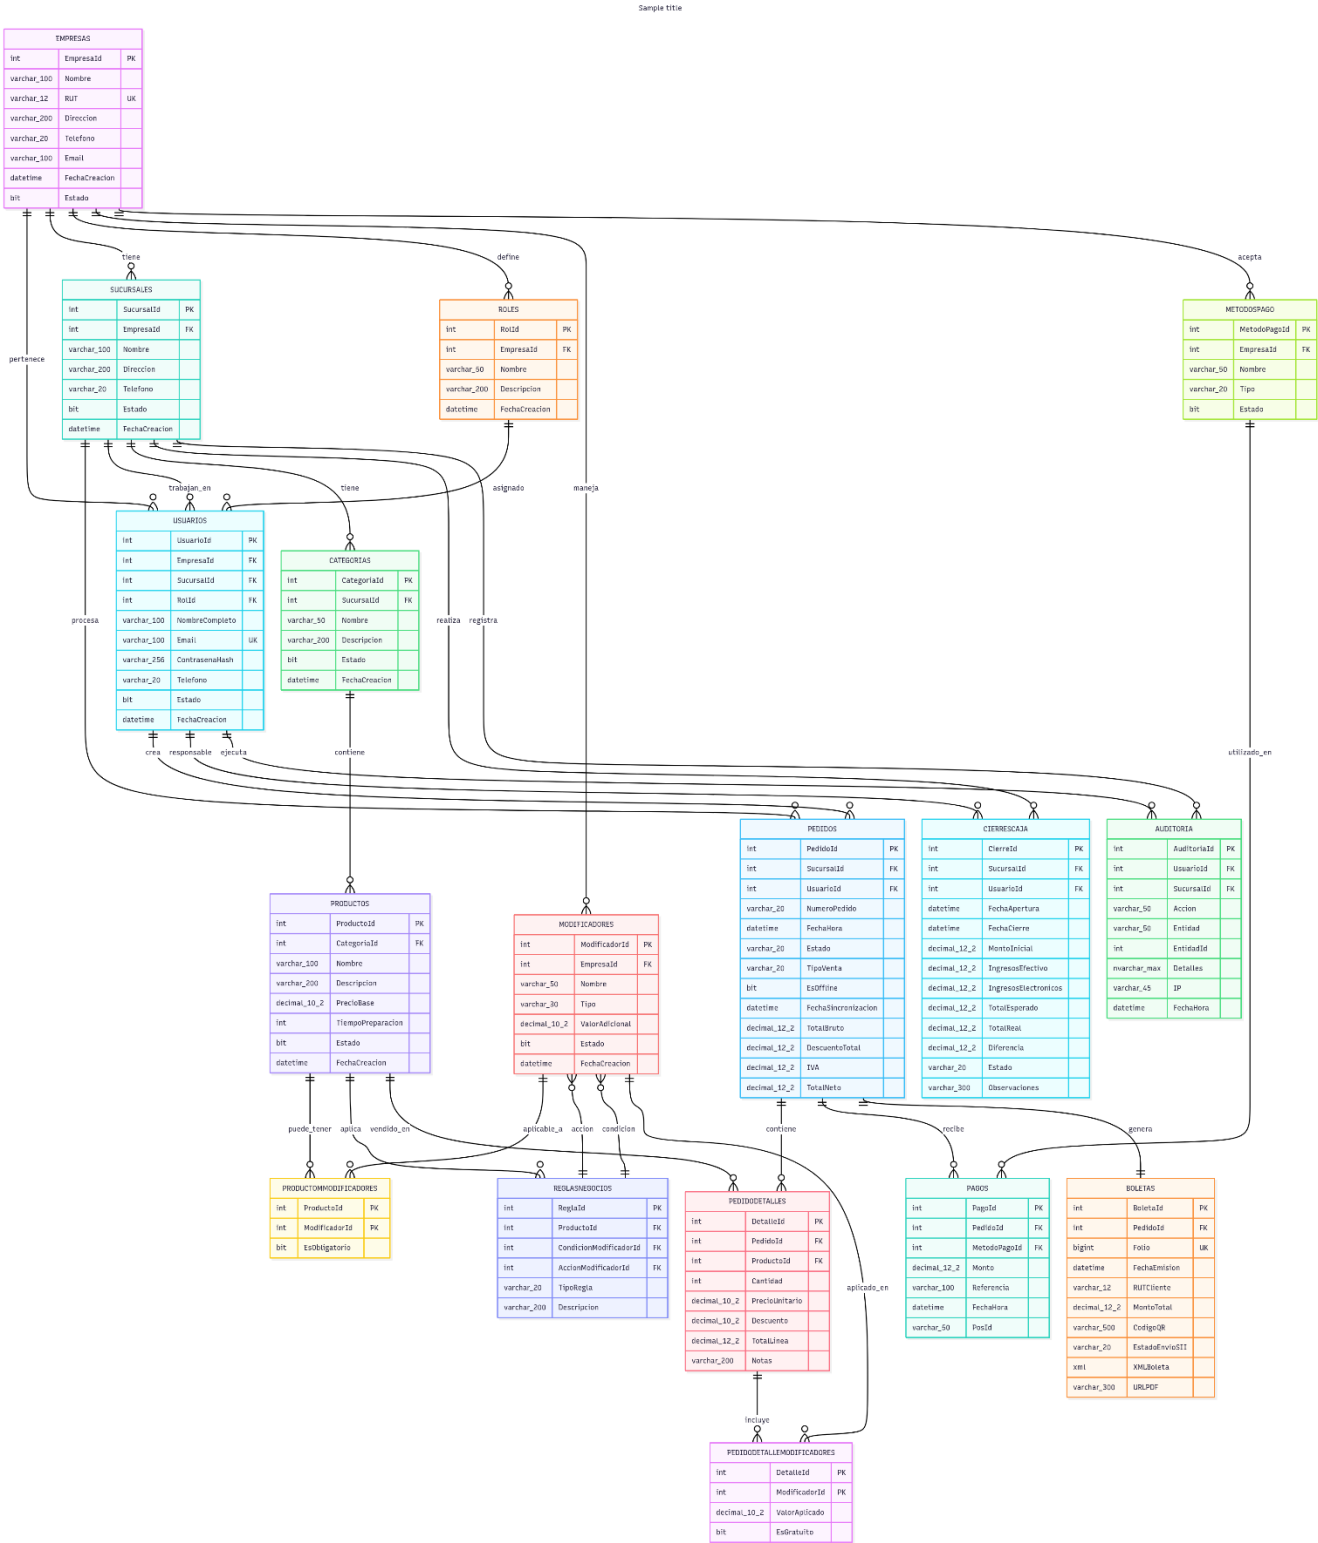 Sample title
EMPRESAS
int EmpresaId PK
varchar_100 Nombre
varchar_12 RUT UK
varchar_200 Direccion
varchar_20 Telefono
varchar_100 Email
datetime FechaCreacion
bit Estado
tiene
define
acepta
SUCURSALES
int SucursalId PK
int EmpresaId FK
varchar_100 Nombre
varchar_200 Direccion
varchar_20 Telefono
bit Estado
datetime FechaCreacion
ROLES
int RolId PK
int EmpresaId FK
varchar_50 Nombre
varchar_200 Descripcion
datetime FechaCreacion
METODOSPAGO
int MetodoPagoId PK
int EmpresaId FK
varchar_50 Nombre
varchar_20 Tipo
bit Estado
pertenece
trabajan_en
tiene
asignado
maneja
USUARIOS
int UsuarioId PK
int EmpresaId FK
int SucursalId FK
int RolId FK
varchar_100 NombreCompleto
varchar_100 Email UK
varchar_256 ContrasenaHash
varchar_20 Telefono
bit Estado
datetime FechaCreacion
CATEGORIAS
int CategoriaId PK
int SucursalId FK
varchar_50 Nombre
varchar_200 Descripcion
bit Estado
datetime FechaCreacion
procesa
realiza
registra
crea
responsable
ejecuta
contiene
utilizado_en
PEDIDOS
int PedidoId PK
int SucursalId FK
int UsuarioId FK
varchar_20 NumeroPedido
datetime FechaHora
varchar_20 Estado
varchar_20 TipoVenta
bit EsOffline
datetime FechaSincronizacion
decimal_12_2 TotalBruto
decimal_12_2 DescuentoTotal
decimal_12_2 IVA
decimal_12_2 TotalNeto
CIERRESCAJA
int CierreId PK
int SucursalId FK
int UsuarioId FK
datetime FechaApertura
datetime FechaCierre
decimal_12_2 MontoInicial
decimal_12_2 IngresosEfectivo
decimal_12_2 IngresosElectronicos
decimal_12_2 TotalEsperado
decimal_12_2 TotalReal
decimal_12_2 Diferencia
varchar_20 Estado
varchar_300 Observaciones
AUDITORIA
int AuditoriaId PK
int UsuarioId FK
int SucursalId FK
varchar_50 Accion
varchar_50 Entidad
int EntidadId
nvarchar_max Detalles
varchar_45 IP
datetime FechaHora
PRODUCTOS
int ProductoId PK
int CategoriaId FK
varchar_100 Nombre
varchar_200 Descripcion
decimal_10_2 PrecioBase
int TiempoPreparacion
bit Estado
datetime FechaCreacion
MODIFICADORES
int ModificadorId PK
int EmpresaId FK
varchar_50 Nombre
varchar_30 Tipo
decimal_10_2 ValorAdicional
bit Estado
datetime FechaCreacion
puede_tener
aplica
vendido_en
aplicable_a
accion
condicion
contiene
recibe
genera
PRODUCTOMMODIFICADORES
int ProductoId PK
int ModificadorId PK
bit EsObligatorio
REGLASNEGOCIOS
int ReglaId PK
int ProductoId FK
int CondicionModificadorId FK
int AccionModificadorId FK
varchar_20 TipoRegla
varchar_200 Descripcion
PEDIDODETALLES
int DetalleId PK
int PedidoId FK
int ProductoId FK
int Cantidad
decimal_10_2 PrecioUnitario
decimal_10_2 Descuento
decimal_12_2 TotalLinea
varchar_200 Notas
aplicado_en
PAGOS
int PagoId PK
int PedidoId FK
int MetodoPagoId FK
decimal_12_2 Monto
varchar_100 Referencia
datetime FechaHora
varchar_50 PosId
BOLETAS
int BoletaId PK
int PedidoId FK
bigint Folio UK
datetime FechaEmision
varchar_12 RUTCliente
decimal_12_2 MontoTotal
varchar_500 CodigoQR
varchar_20 EstadoEnvioSII
xml XMLBoleta
varchar_300 URLPDF
incluye
PEDIDODETALLEMODIFICADORES
int DetalleId PK
int ModificadorId PK
decimal_10_2 ValorAplicado
bit EsGratuito